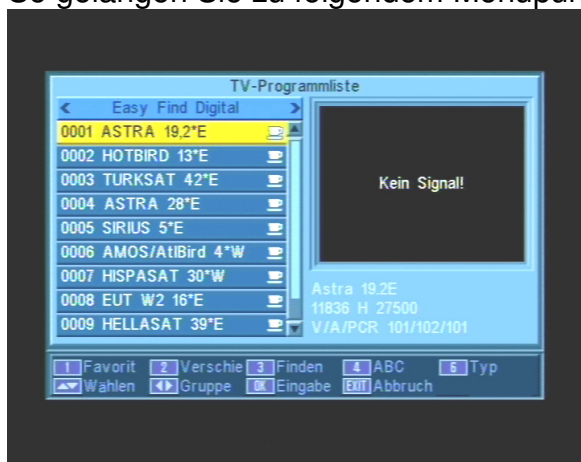 So gelangen Sie zu folgendem Menüpu
TV-Programmliste
Easy Find Digital
0001 ASTRA 19,2°E
0002 HOTBIRD 13°E
0003 TURKSAT 42°E
0004 ASTRA 28°E
0005 SIRIUS 5°E
0006 AMOS/AtlBird 4°W
0007 HISPASAT 30°W
0008 EUT W2 16°E
0009 HELLASAT 39°E
Kein Signal!
Astra 19.2E
11836 H 27500
V/A/PCR 101/102/101
1 Favorit 2 Verschie 3 Finden 4 ABC 5 Typ
Wahlen Gruppe OK Eingabe EXIT Abbruch